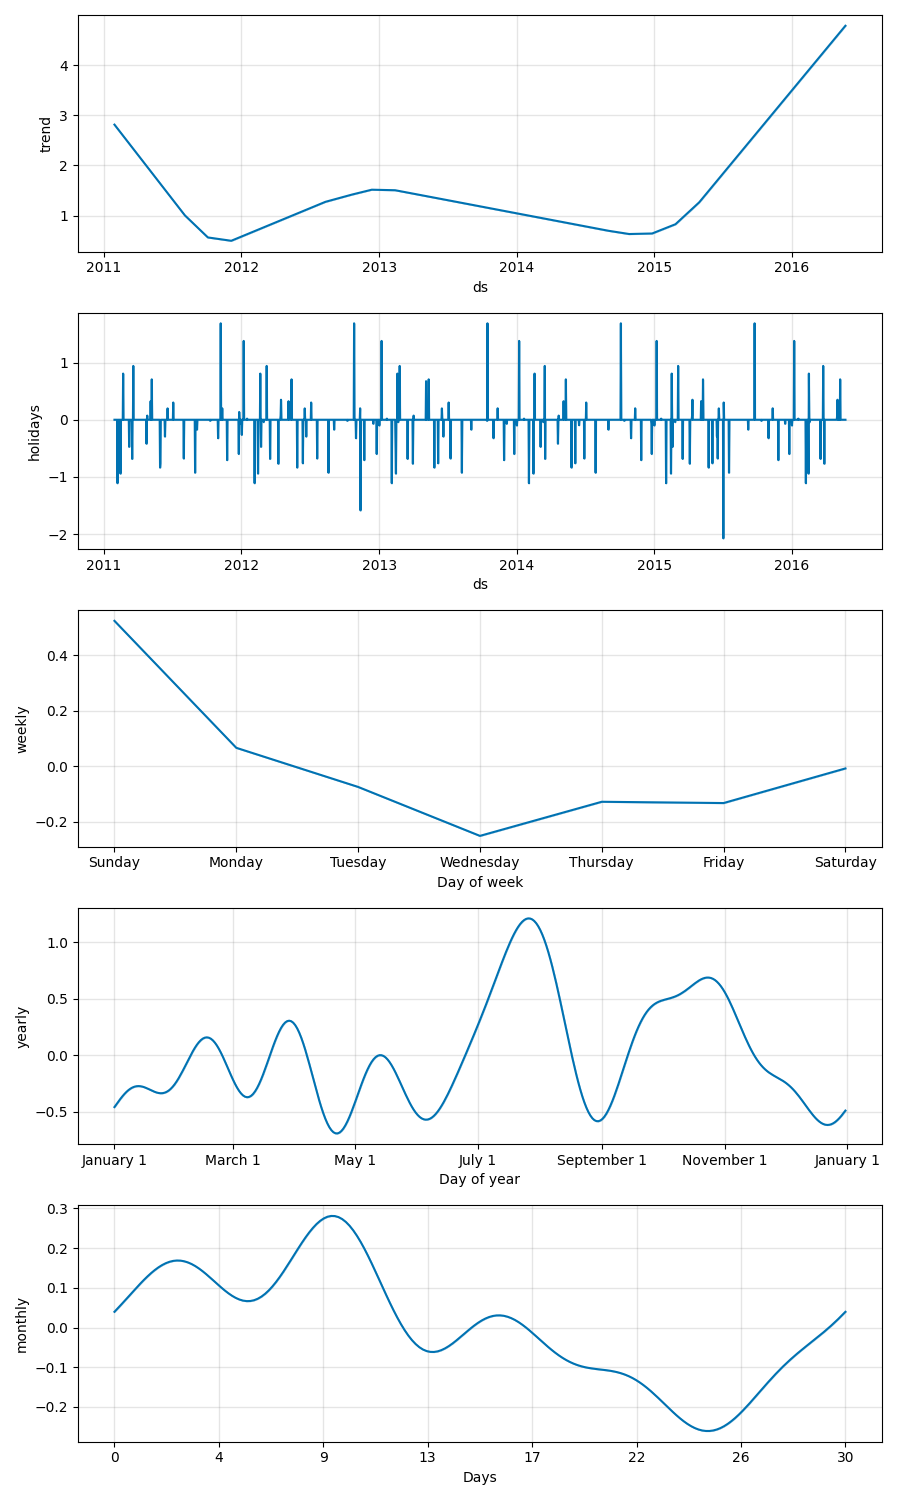 trend
4
3
2
1
2011 2012 2013 2014 2015 2016
ds
holidays
1
0
−1
−2
2011 2012 2013 2014 2015 2016
ds
weekly
0.4
0.2
0.0
−0.2
Sunday Monday Tuesday Wednesday Thursday Friday Saturday
Day of week
yearly
1.0
0.5
0.0
−0.5
January 1 March 1 May 1 July 1 September 1 November 1 January 1
Day of year
monthly
0.3
0.2
0.1
0.0
−0.1
−0.2
0 4 9 13 17 22 26 30
Days